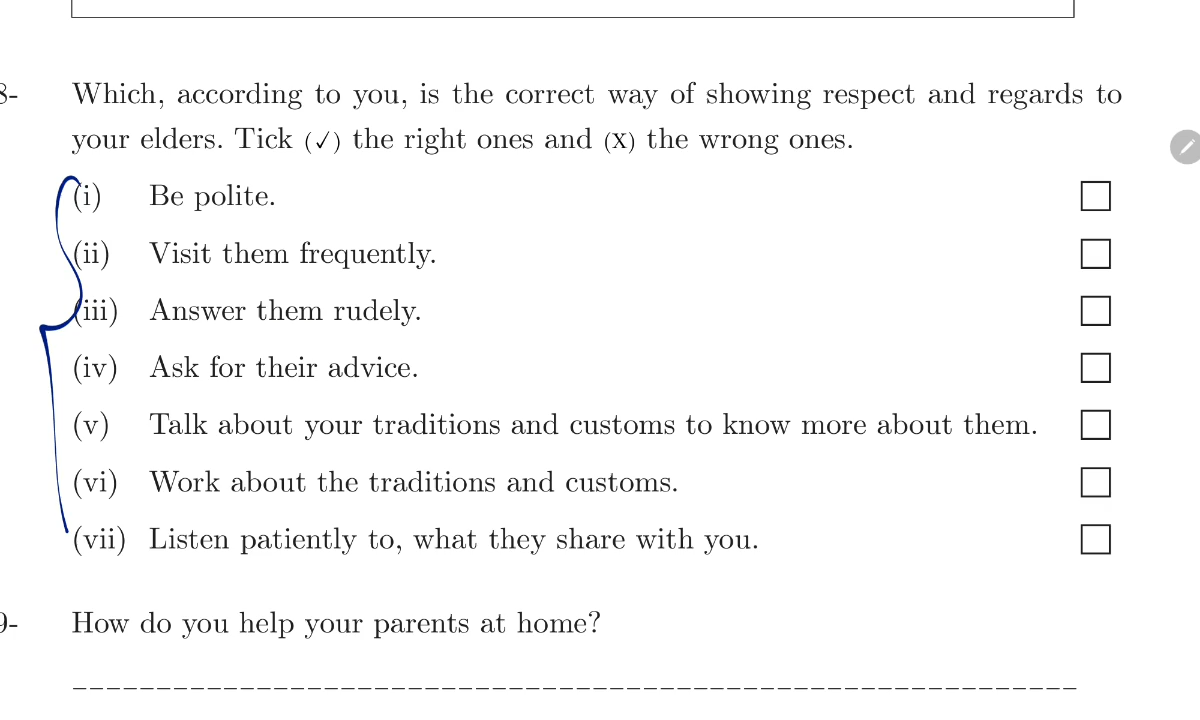 8- Which, according to you, is the correct way of showing respect and regards to
your elders. Tick (✓) the right ones and (X) the wrong ones.
(i) Be polite. □
(ii) Visit them frequently. □
(iii) Answer them rudely. □
(iv) Ask for their advice. □
(v) Talk about your traditions and customs to know more about them. □
(vi) Work about the traditions and customs. □
(vii) Listen patiently to, what they share with you. □
9- How do you help your parents at home?